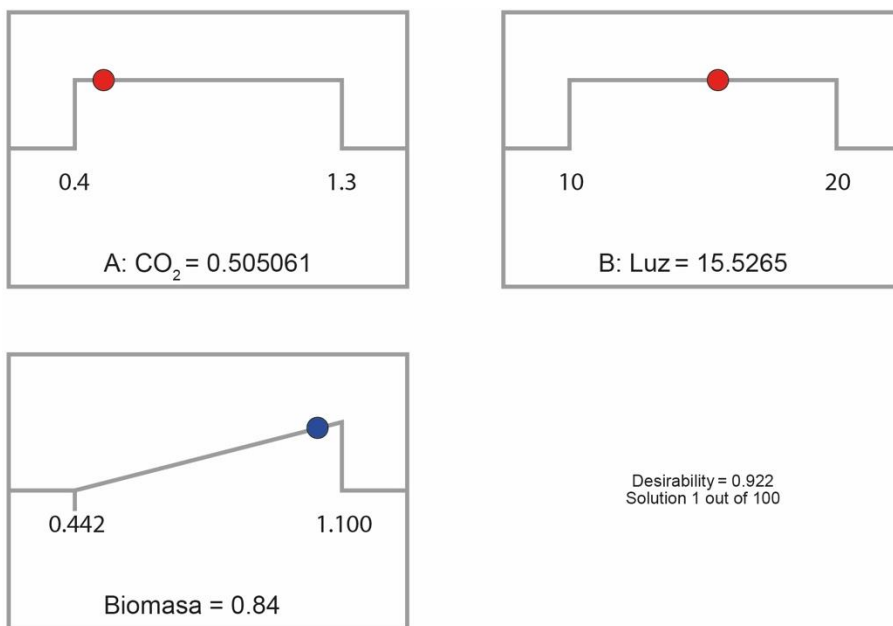 0.4
1.3
A: CO₂ = 0.505061
10
20
B: Luz = 15.5265
0.442
1.100
Biomasa = 0.84
Desirability = 0.922
Solution 1 out of 100